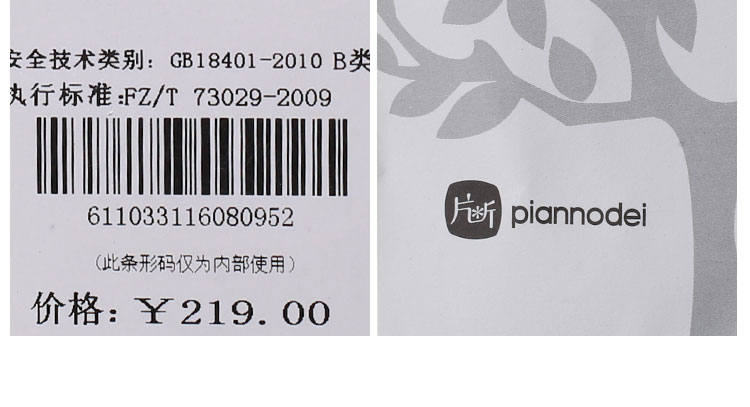 安全技术类别: GB18401-2010 B类
执行标准:FZ/T 73029-2009
611033116080952
(此条形码仅为内部使用)
价格: ￥219.00
片断 piannodei